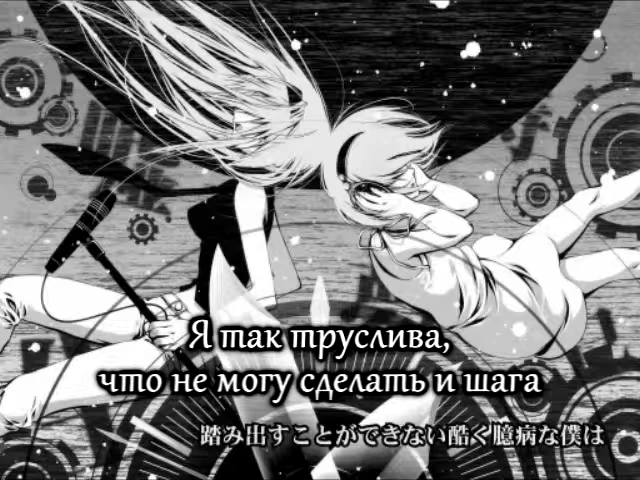 Я так труслива,
что не могу сделать и шага
踏み出すことができない酷く臆病な僕は